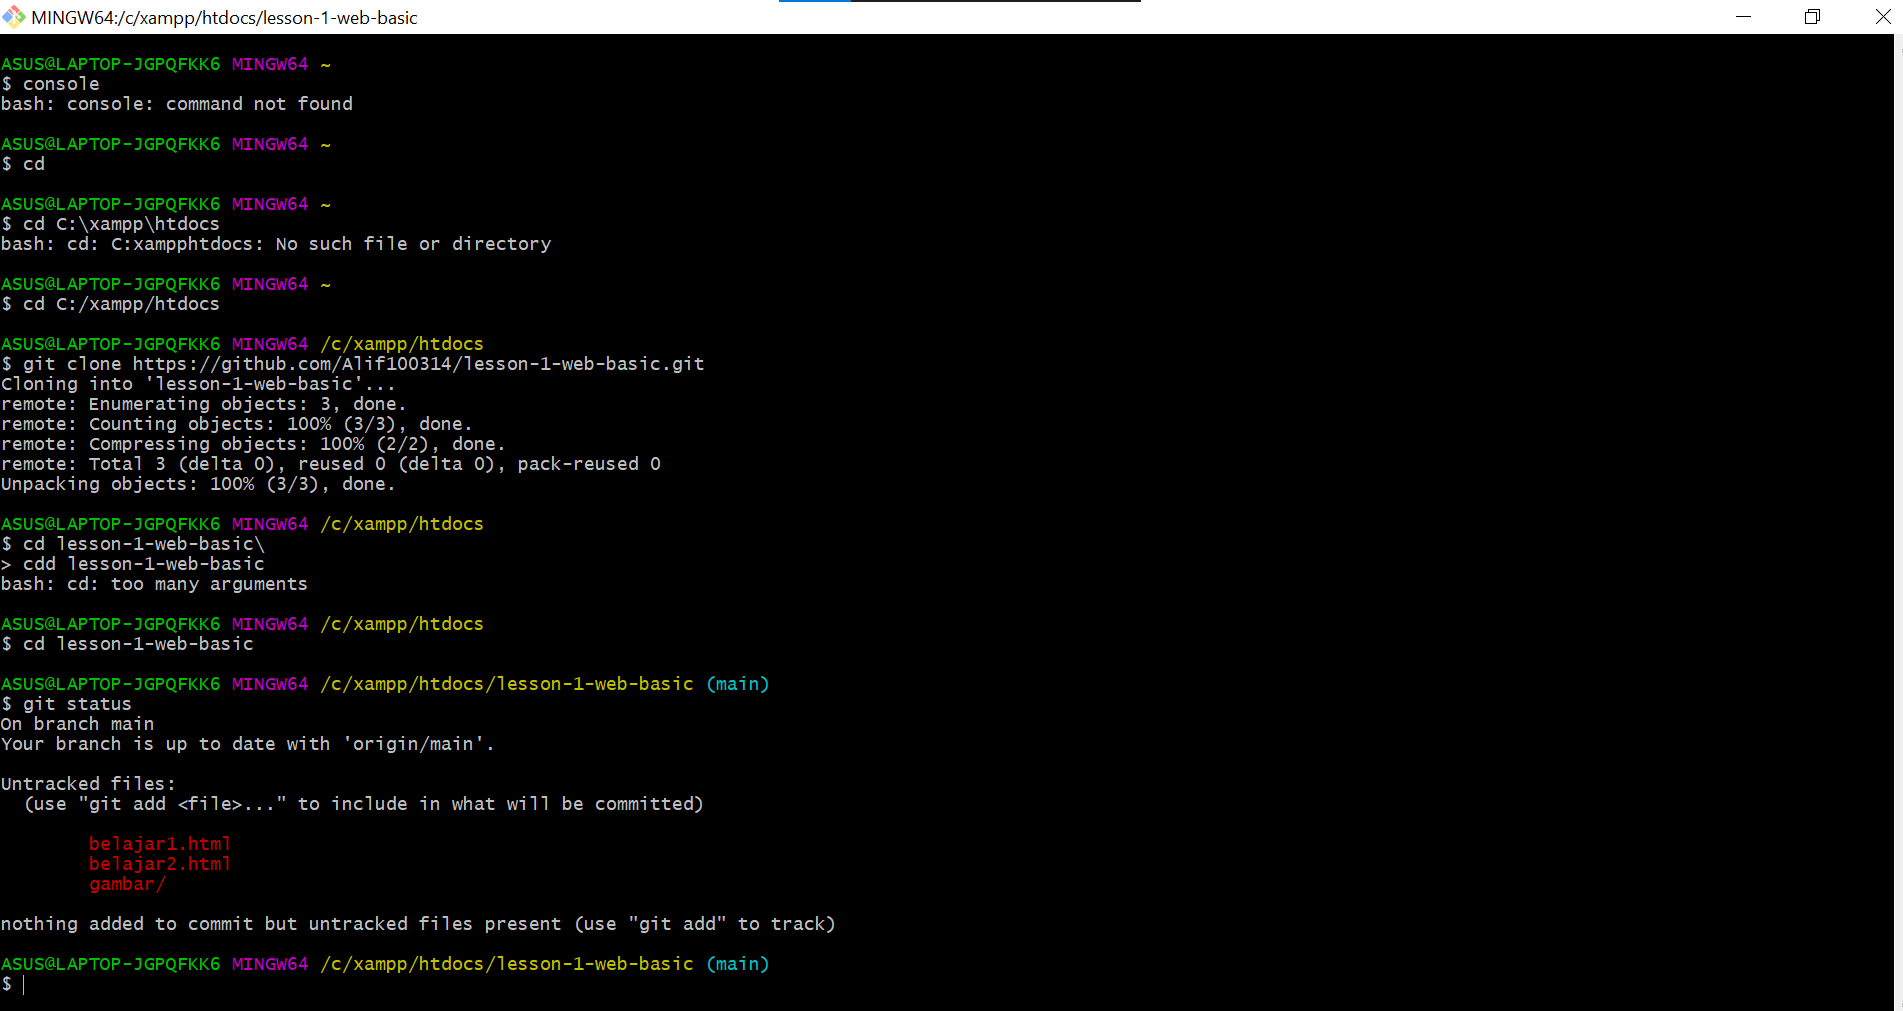 MINGW64:/c/xampp/htdocs/lesson-1-web-basic
ASUS@LAPTOP-JGPQFKK6 MINGW64 ~
$ console
bash: console: command not found
ASUS@LAPTOP-JGPQFKK6 MINGW64 ~
$ cd
ASUS@LAPTOP-JGPQFKK6 MINGW64 ~
$ cd C:\xampp\htdocs
bash: cd: C:xampphtdocs: No such file or directory
ASUS@LAPTOP-JGPQFKK6 MINGW64 ~
$ cd C:/xampp/htdocs
ASUS@LAPTOP-JGPQFKK6 MINGW64 /c/xampp/htdocs
$ git clone https://github.com/Alif100314/lesson-1-web-basic.git
Cloning into 'lesson-1-web-basic'...
remote: Enumerating objects: 3, done.
remote: Counting objects: 100% (3/3), done.
remote: Compressing objects: 100% (2/2), done.
remote: Total 3 (delta 0), reused 0 (delta 0), pack-reused 0
Unpacking objects: 100% (3/3), done.
ASUS@LAPTOP-JGPQFKK6 MINGW64 /c/xampp/htdocs
$ cd lesson-1-web-basic\
> cdd lesson-1-web-basic
bash: cd: too many arguments
ASUS@LAPTOP-JGPQFKK6 MINGW64 /c/xampp/htdocs
$ cd lesson-1-web-basic
ASUS@LAPTOP-JGPQFKK6 MINGW64 /c/xampp/htdocs/lesson-1-web-basic (main)
$ git status
On branch main
Your branch is up to date with 'origin/main'.
Untracked files:
(use "git add <file>..." to include in what will be committed)
belajar1.html
belajar2.html
gambar/
nothing added to commit but untracked files present (use "git add" to track)
ASUS@LAPTOP-JGPQFKK6 MINGW64 /c/xampp/htdocs/lesson-1-web-basic (main)
$